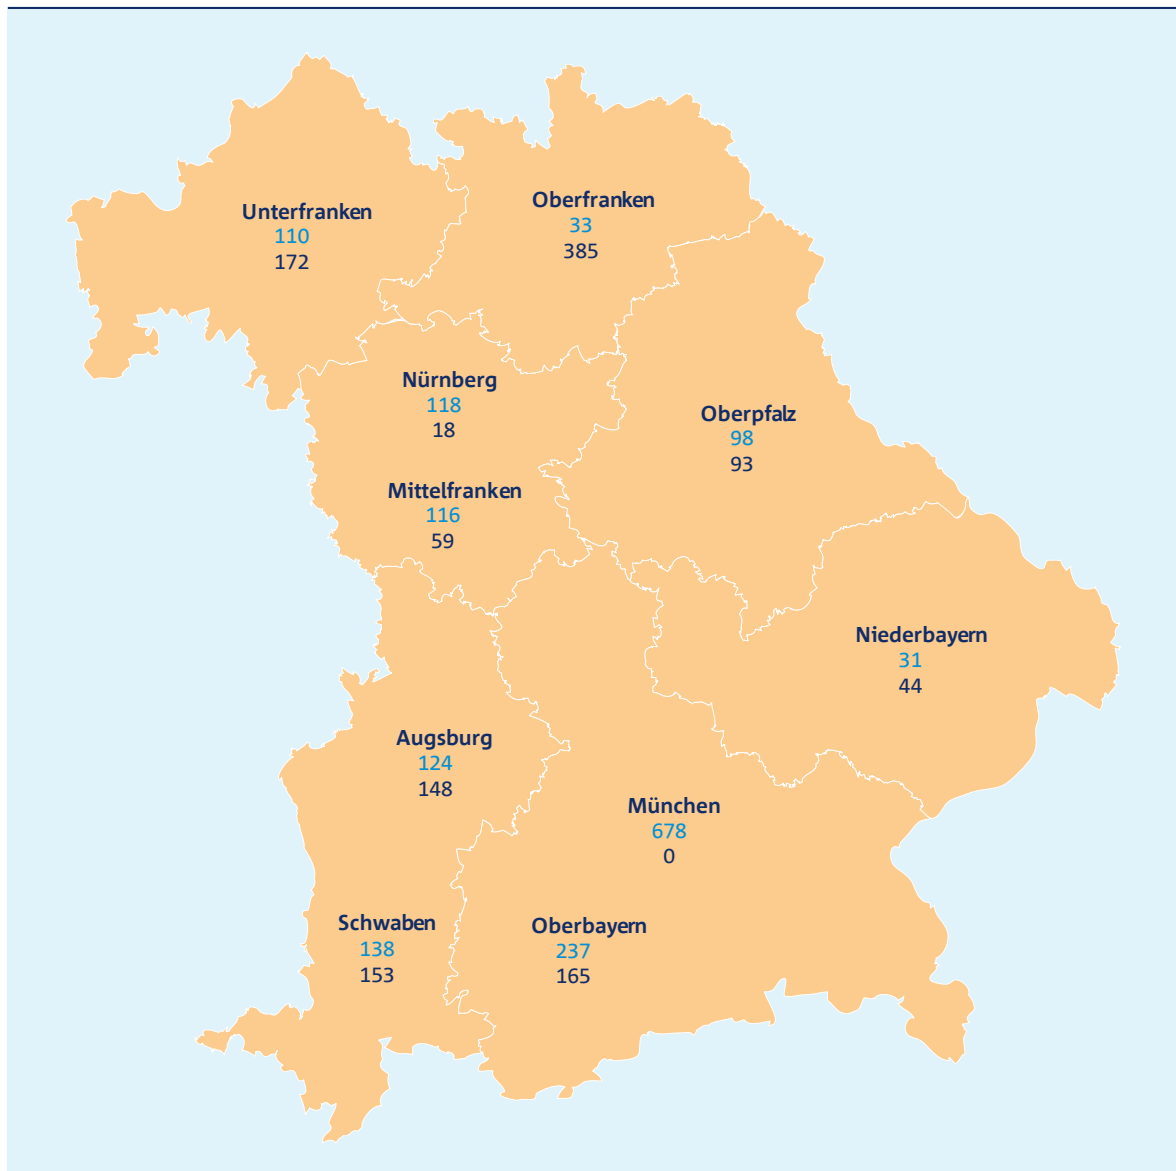 Unterfranken
110
172
Oberfranken
33
385
Nürnberg
118
18
Oberpfalz
98
93
Mittelfranken
116
59
Niederbayern
31
44
Augsburg
124
148
München
678
0
Schwaben
138
153
Oberbayern
237
165